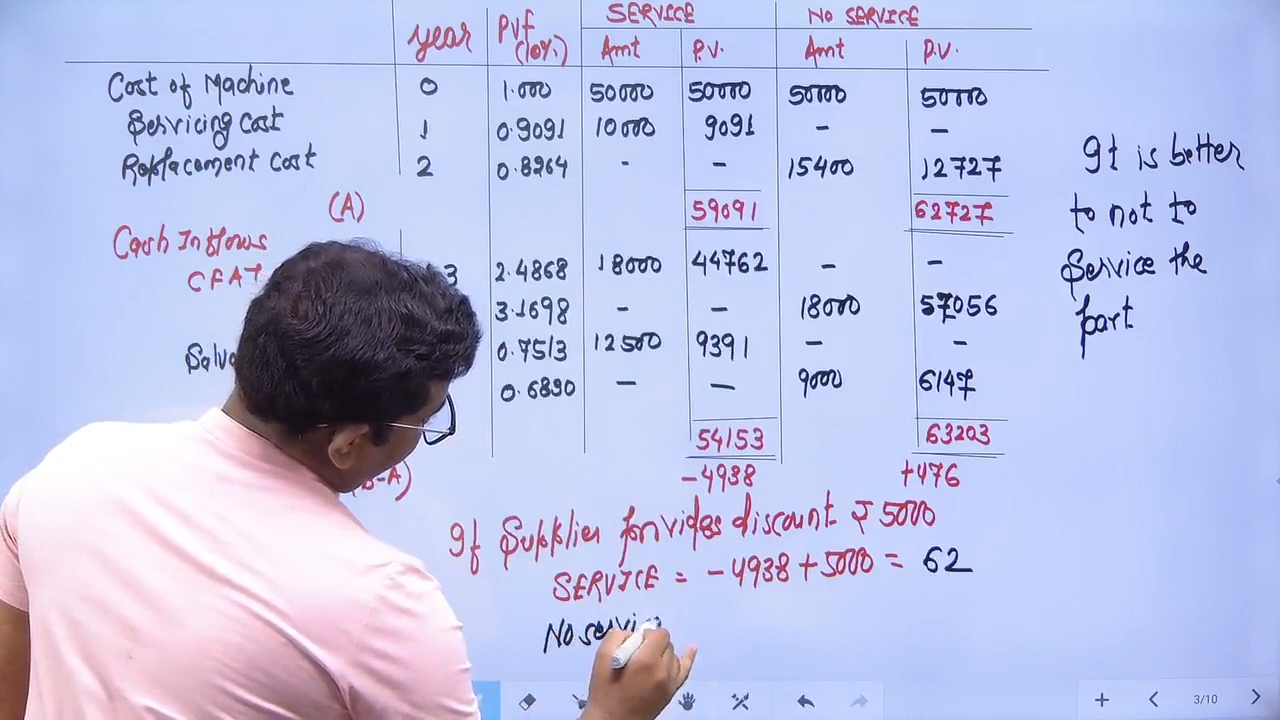 SERVICE NO SERVICE
year Pvf (10%) Amt P.V. Amt P.V.
Cost of Machine 0 1.000 50000 50000 50000 50000
Servicing Cost 1 0.9091 10000 9091 - -
Replacement Cost 2 0.8264 - - 15400 12727
(A) 59091 62727
Cash Inflows
CFAT 3 2.4868 18000 44762 - -
3.1698 - - 18000 57056
Salv 0.7513 12500 9391 - -
0.6830 - - 9000 6147
54153 63203
(B-A) -4938 +476
It is better
to not to
Service the
part
If Supplier provides discount ₹ 5000
SERVICE = -4938 + 5000 = 62
No servi
3/10